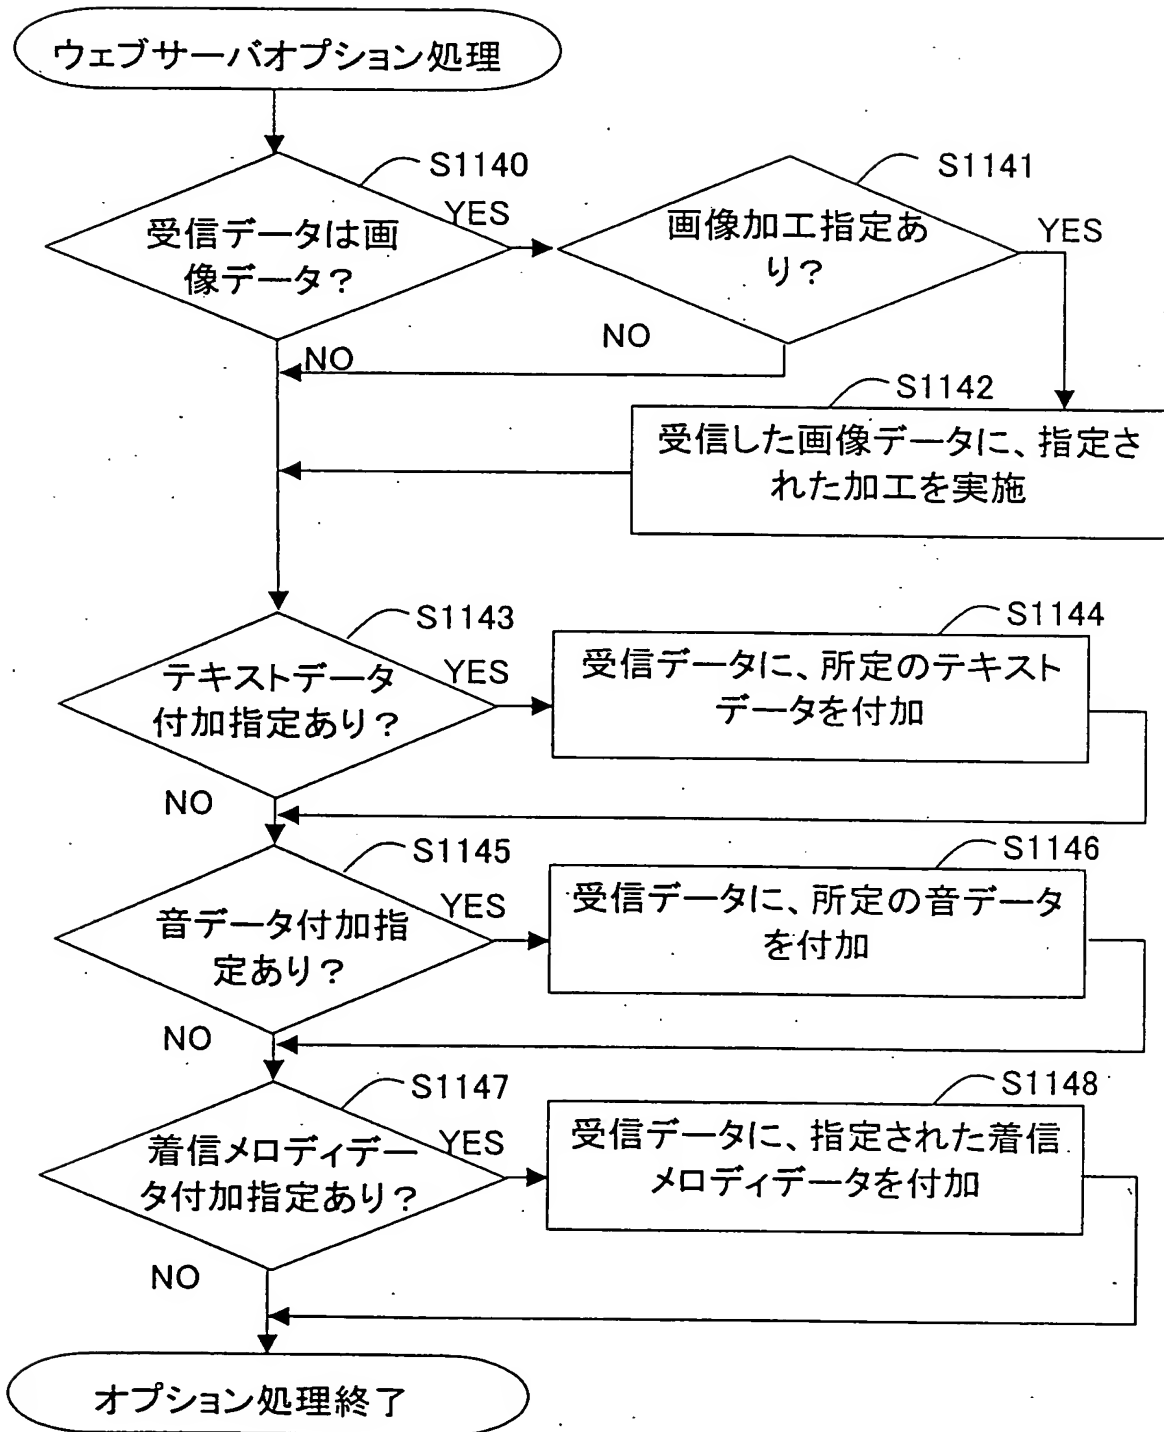 ウェブサーバオプション処理
S1140
受信データは画
像データ?
YES
NO
S1141
画像加工指定あ
り?
YES
NO
S1142
受信した画像データに、指定さ
れた加工を実施
S1143
テキストデータ
付加指定あり?
YES
NO
S1144
受信データに、所定のテキスト
データを付加
S1145
音データ付加指
定あり?
YES
NO
S1146
受信データに、所定の音データ
を付加
S1147
着信メロディデー
タ付加指定あり?
YES
NO
S1148
受信データに、指定された着信
メロディデータを付加
オプション処理終了